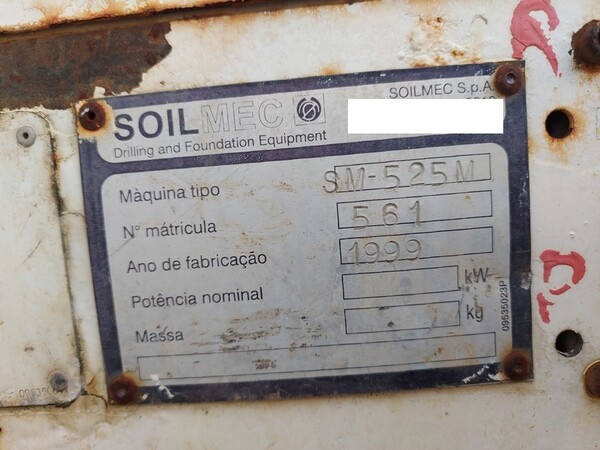 SOILMEC
SOILMEC S.p.A.
Drilling and Foundation Equipment
Màquina tipo SM-525M
N° mátricula 561
Ano de fabricação 1999
Potência nominal kW
Massa kg
09535023P